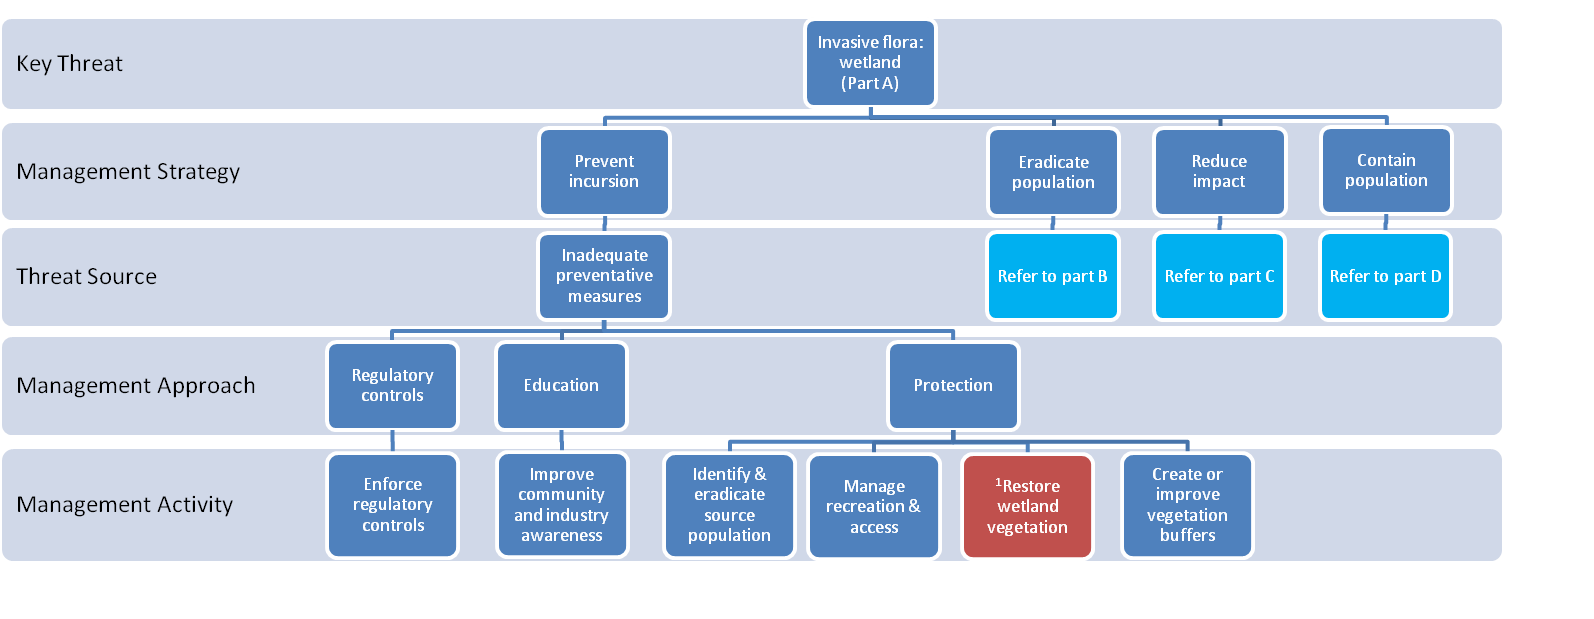 Key Threat
Invasive flora:
wetland
(Part A)
Management Strategy
Prevent
incursion
Eradicate
population
Reduce
impact
Contain
population
Threat Source
Inadequate
preventative
measures
Refer to part B
Refer to part C
Refer to part D
Management Approach
Regulatory
controls
Education
Protection
Management Activity
Enforce
regulatory
controls
Improve
community
and industry
awareness
Identify &
eradicate
source
population
Manage
recreation &
access
¹Restore
wetland
vegetation
Create or
improve
vegetation
buffers